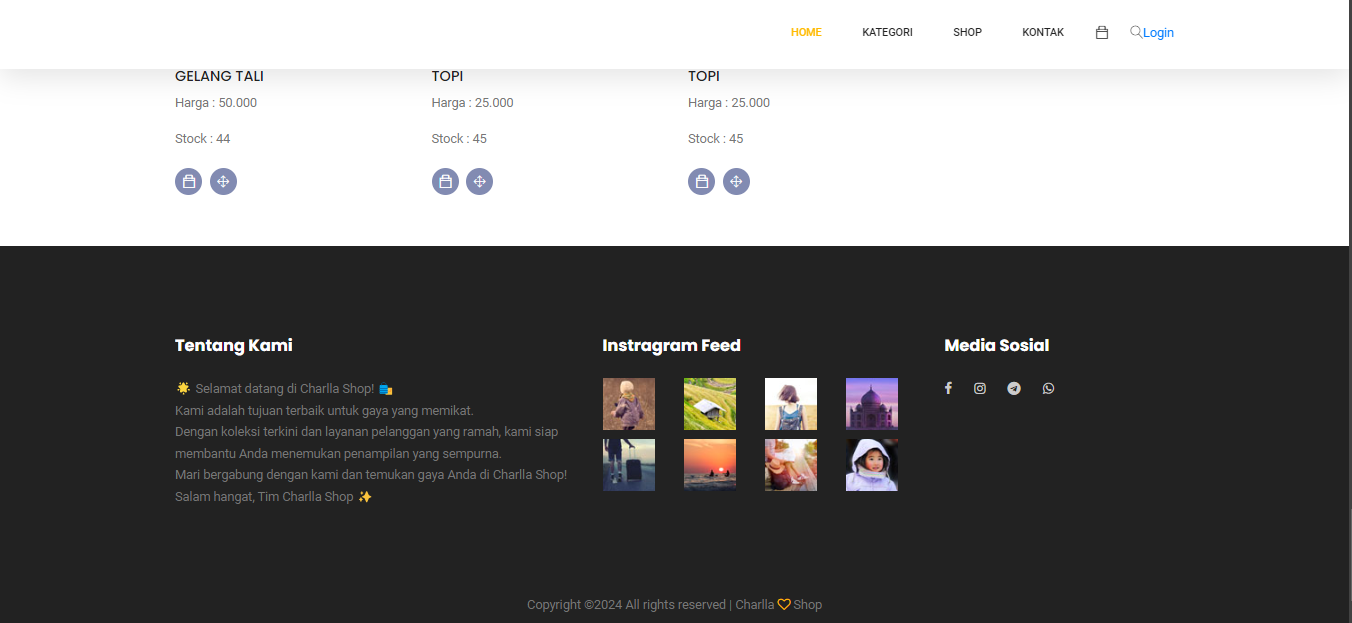 HOME KATEGORI SHOP KONTAK Login
GELANG TALI TOPI TOPI
Harga : 50.000 Harga : 25.000 Harga : 25.000
Stock : 44 Stock : 45 Stock : 45
Tentang Kami
🌟 Selamat datang di Charlla Shop! 🎭
Kami adalah tujuan terbaik untuk gaya yang memikat.
Dengan koleksi terkini dan layanan pelanggan yang ramah, kami siap
membantu Anda menemukan penampilan yang sempurna.
Mari bergabung dengan kami dan temukan gaya Anda di Charlla Shop!
Salam hangat, Tim Charlla Shop ✨
Instragram Feed
Media Sosial
Copyright ©2024 All rights reserved | Charlla ♡ Shop